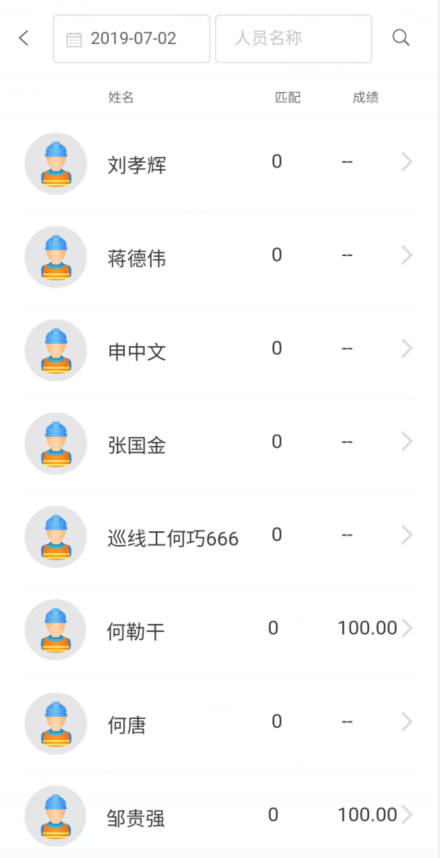 2019-07-02 人员名称
姓名 匹配 成绩
刘孝辉 0 --
蒋德伟 0 --
申中文 0 --
张国金 0 --
巡线工何巧666 0 --
何勒干 0 100.00
何唐 0 --
邹贵强 0 100.00